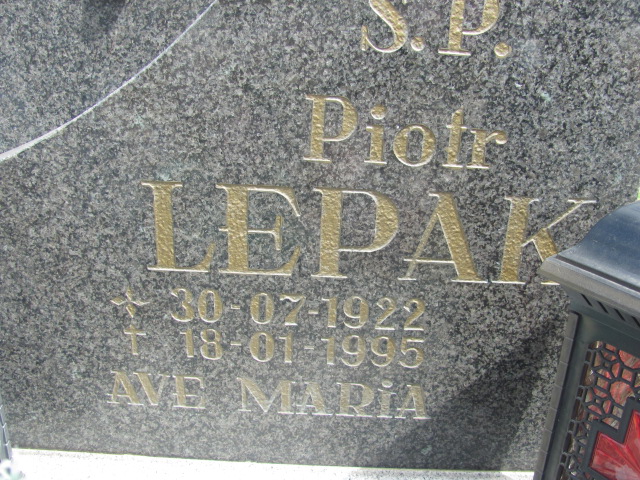 S.P.
Piotr
LEPAK
30-07-1922
† 18-01-1995
AVE MARiA